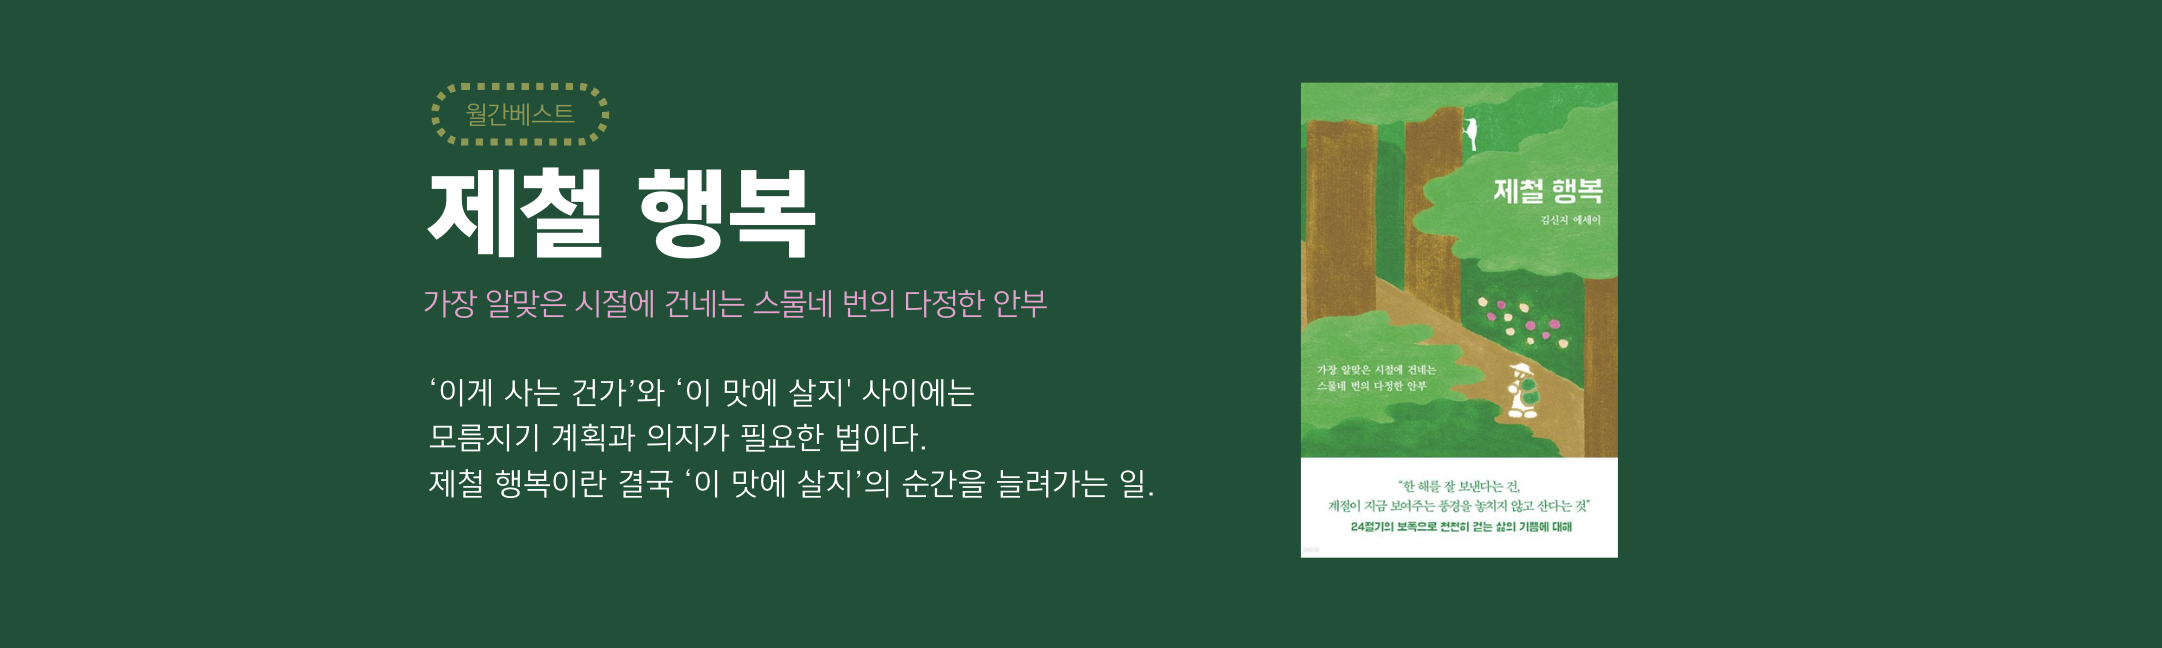 월간베스트
제철 행복
가장 알맞은 시절에 건네는 스물네 번의 다정한 안부
‘이게 사는 건가’와 ‘이 맛에 살지' 사이에는
모름지기 계획과 의지가 필요한 법이다.
제철 행복이란 결국 ‘이 맛에 살지’의 순간을 늘려가는 일.
제철 행복
김신지 에세이
가장 알맞은 시절에 건네는
스물네 번의 다정한 안부
“한 해를 잘 보낸다는 건,
계절이 지금 보여주는 풍경을 놓치지 않고 산다는 것”
24절기의 보폭으로 천천히 걷는 삶의 기쁨에 대해